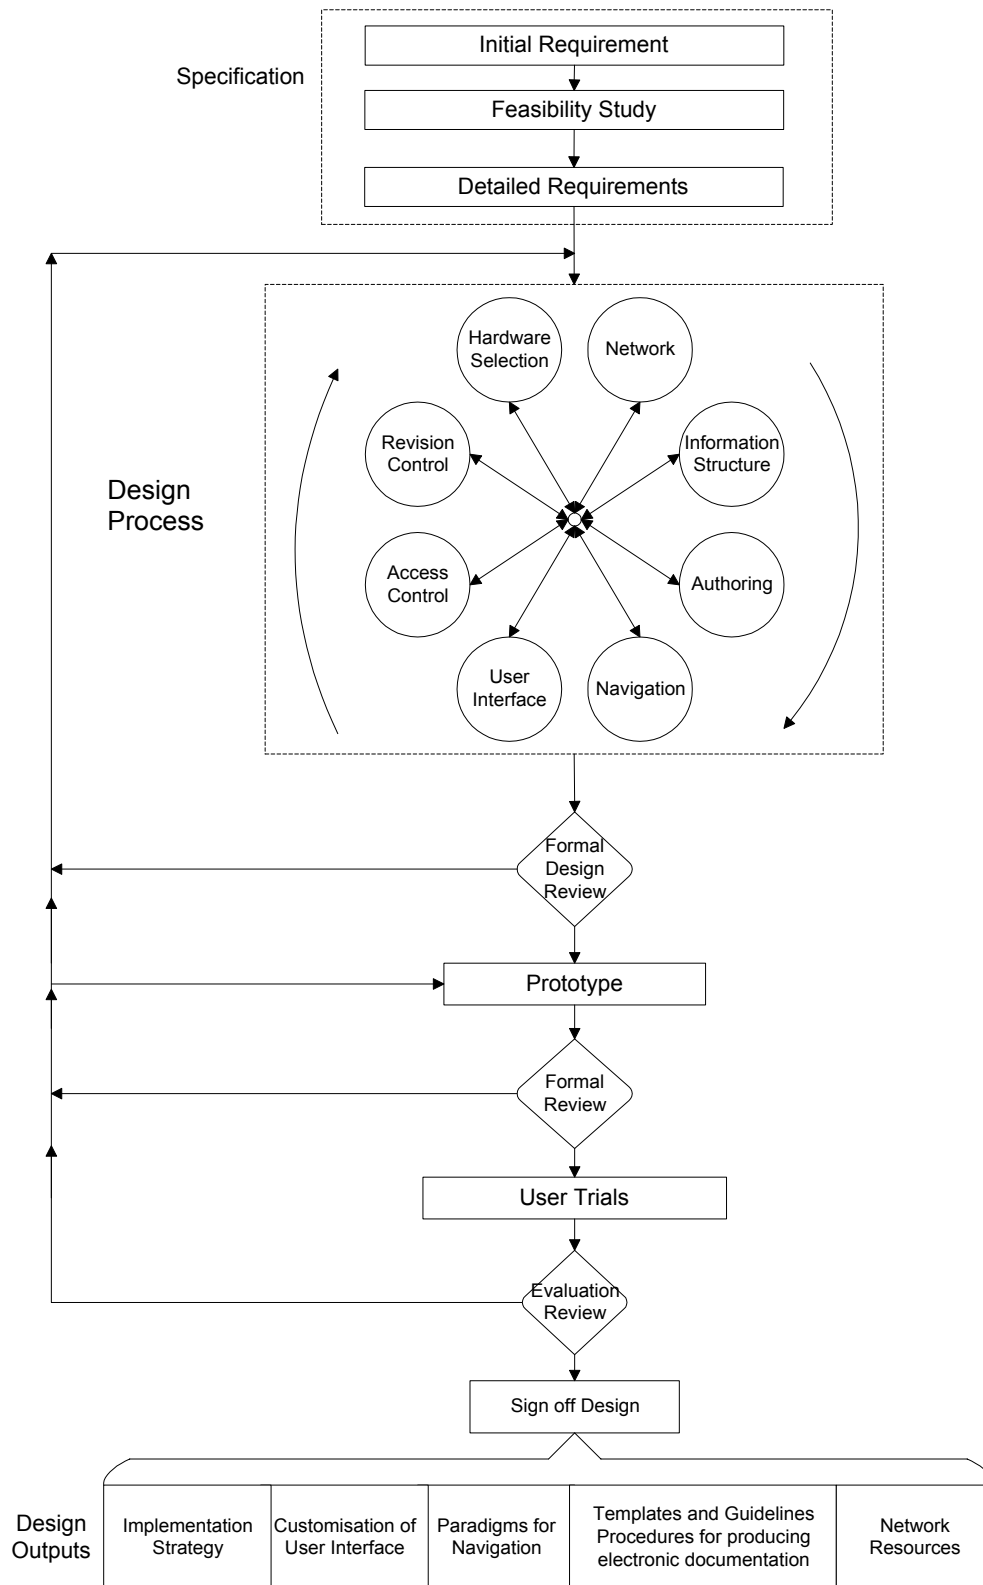 Initial Requirement
Specification
Feasibility Study
Detailed Requirements
Hardware
Selection
Network
Revision
Control
Information
Structure
Design
Process
Access
Control
Authoring
User
Interface
Navigation
Formal
Design
Review
Prototype
Formal
Review
User Trials
Evaluation
Review
Sign off Design
Design
Outputs
Implementation
Strategy
Customisation of
User Interface
Paradigms for
Navigation
Templates and Guidelines
Procedures for producing
electronic documentation
Network
Resources